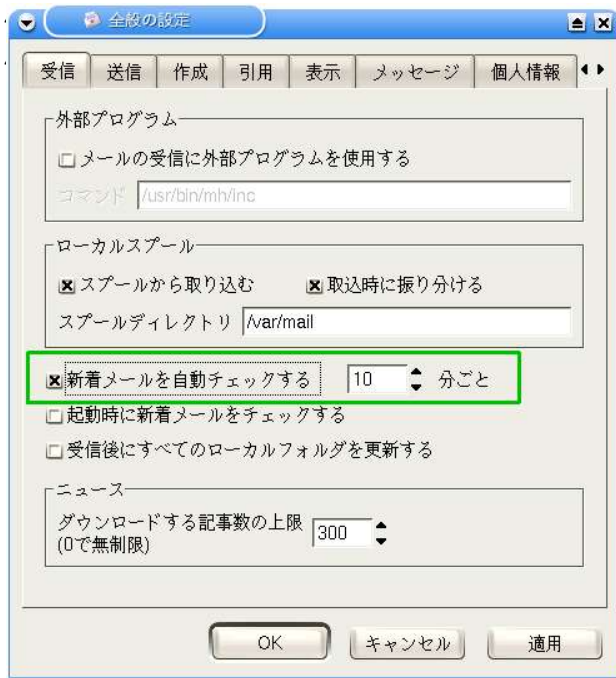 全般の設定
受信 送信 作成 引用 表示 メッセージ 個人情報
外部プログラム
メールの受信に外部プログラムを使用する
コマンド /usr/bin/mh/inc
ローカルスプール
スプールから取り込む 取込時に振り分ける
スプールディレクトリ /var/mail
新着メールを自動チェックする 10 分ごと
起動時に新着メールをチェックする
受信後にすべてのローカルフォルダを更新する
ニュース
ダウンロードする記事数の上限
(0で無制限) 300
OK キャンセル 適用